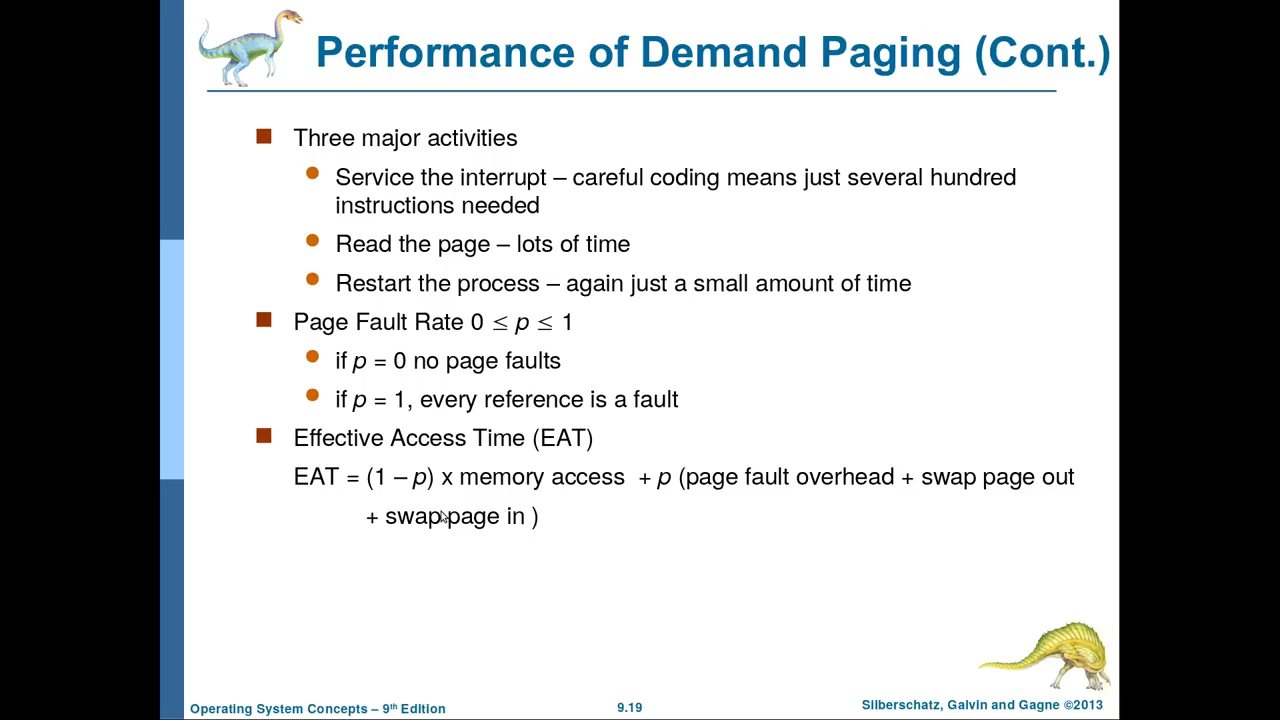 Performance of Demand Paging (Cont.)
Three major activities
Service the interrupt – careful coding means just several hundred
instructions needed
Read the page – lots of time
Restart the process – again just a small amount of time
Page Fault Rate 0 ≤ p ≤ 1
if p = 0 no page faults
if p = 1, every reference is a fault
Effective Access Time (EAT)
EAT = (1 – p) x memory access + p (page fault overhead + swap page out
+ swap page in )
Operating System Concepts – 9th Edition
9.19
Silberschatz, Galvin and Gagne ©2013